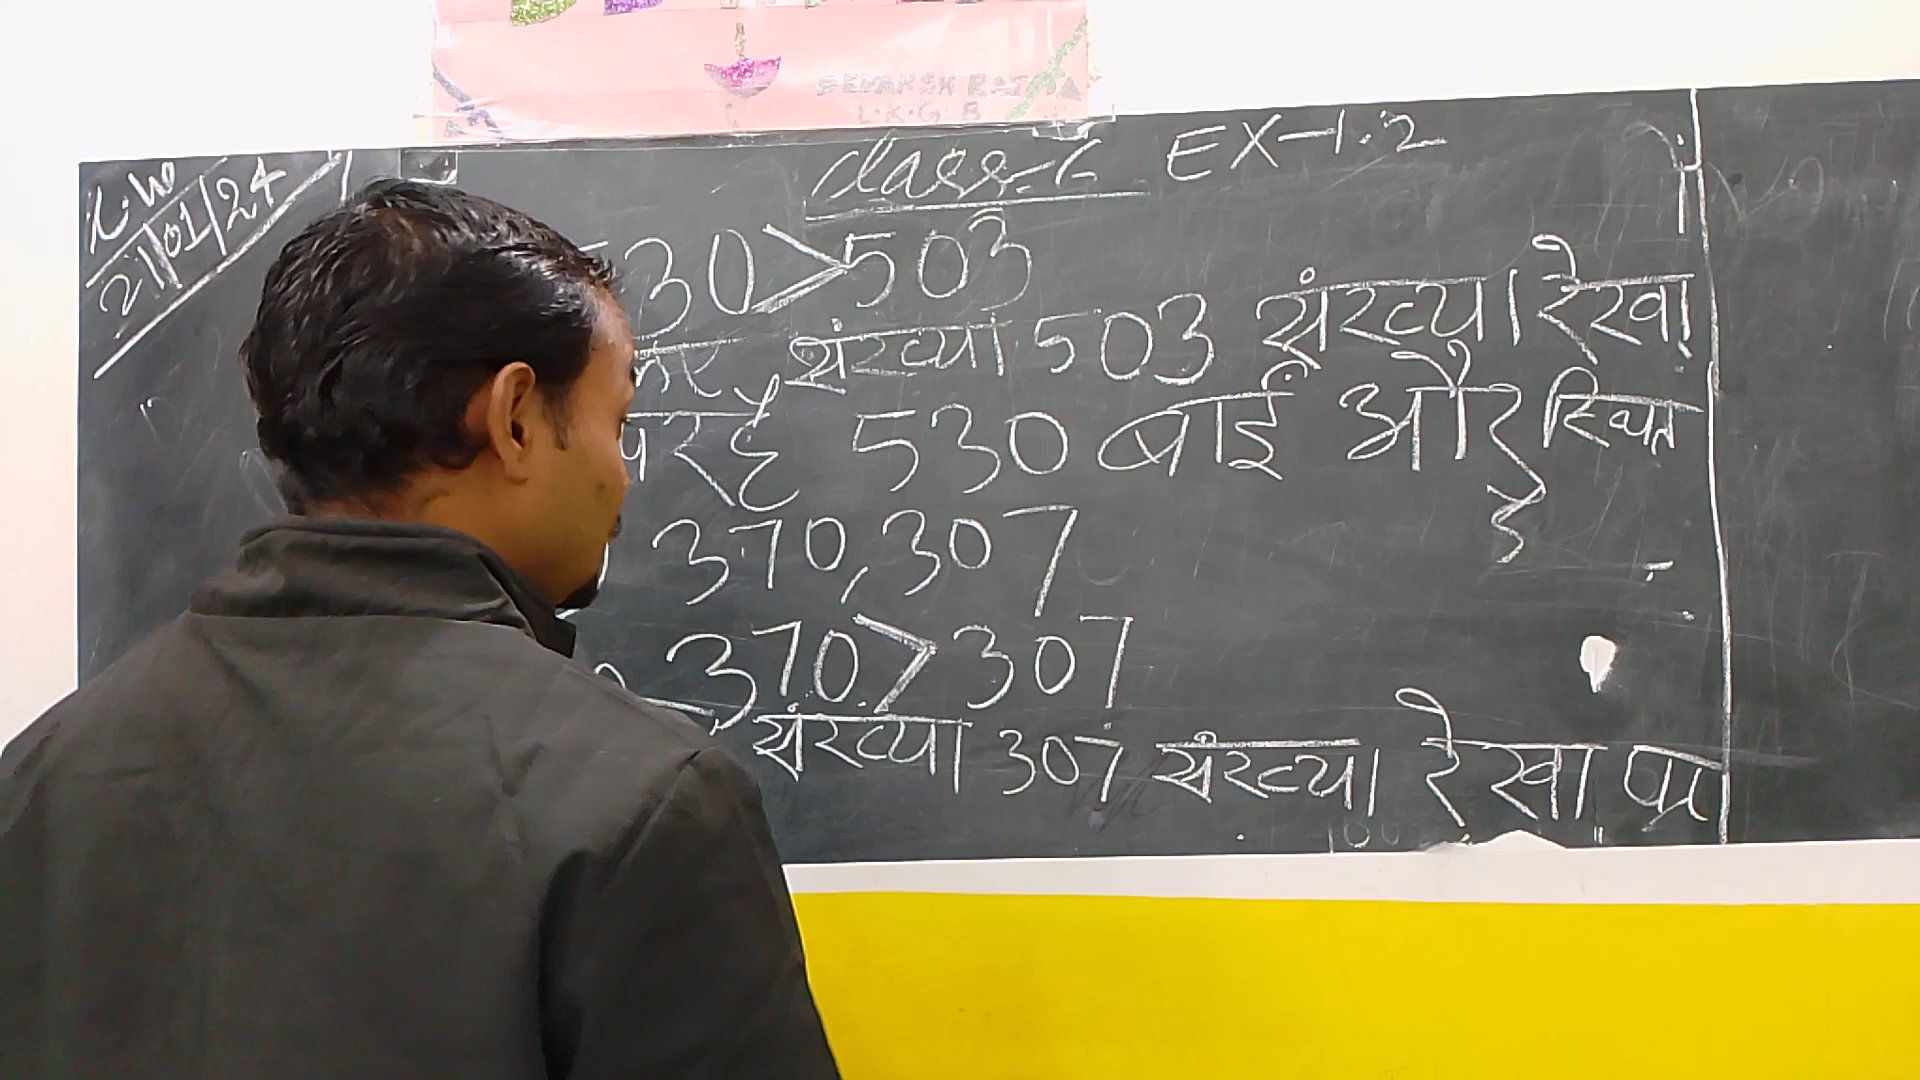 DEVANSH RAJ
L.K.G. B
C.W
21/01/24
class-6 EX-1.2
530>503
संख्या 503 संख्या रेखा
पर है 530 बाईं ओर स्थित
है
370,307
370>307
संख्या 307 संख्या रेखा पर